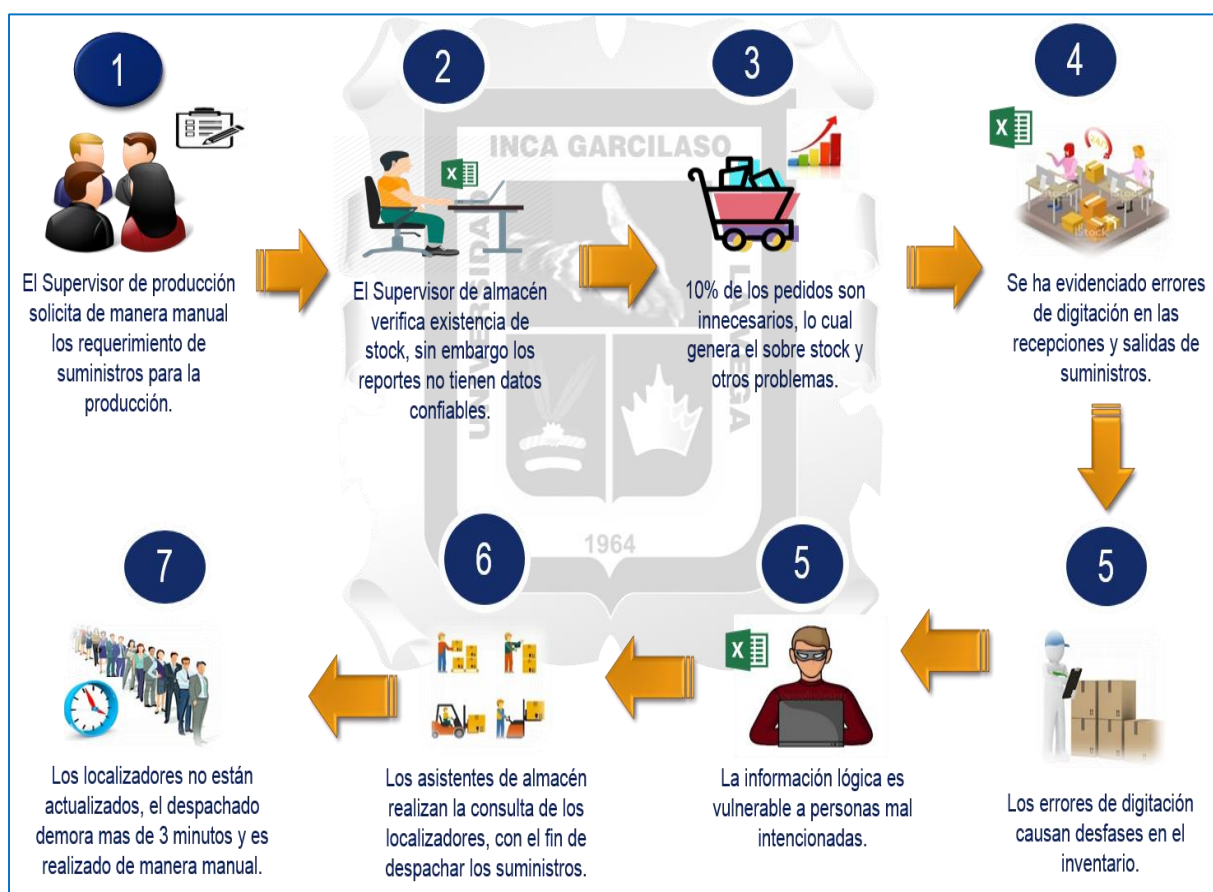 1
2
3
4
El Supervisor de producción
solicita de manera manual
los requerimiento de
suministros para la
producción.
El Supervisor de almacén
verifica existencia de
stock, sin embargo los
reportes no tienen datos
confiables.
10% de los pedidos son
innecesarios, lo cual
genera el sobre stock y
otros problemas.
Se ha evidenciado errores
de digitación en las
recepciones y salidas de
suministros.
UNIVERSIDAD
INCA GARCILASO
LA VEGA
1964
iStock
7
6
5
5
Los localizadores no están
actualizados, el despachado
demora mas de 3 minutos y es
realizado de manera manual.
Los asistentes de almacén
realizan la consulta de los
localizadores, con el fin de
despachar los suministros.
La información lógica es
vulnerable a personas mal
intencionadas.
Los errores de digitación
causan desfases en el
inventario.